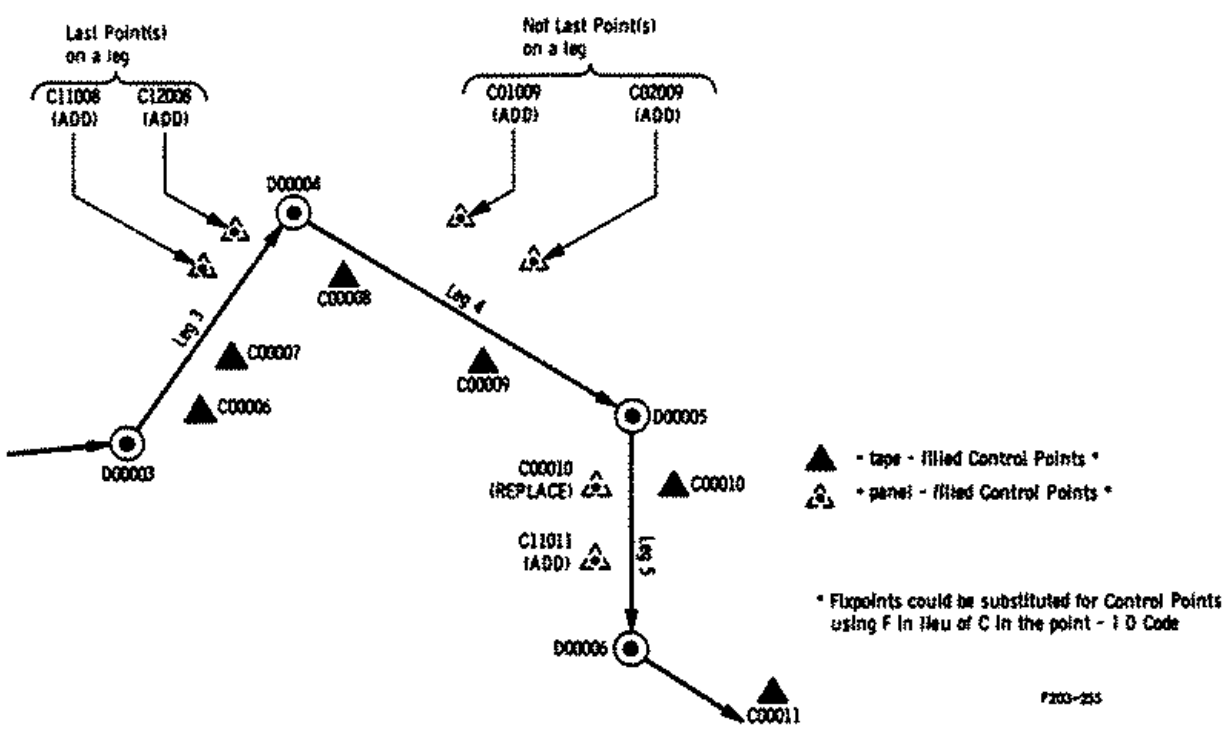 Last Point(s)
on a leg
Not Last Point(s)
on a leg
C11008
(ADD)
C12008
(ADD)
C01009
(ADD)
C02009
(ADD)
D00004
C00008
Leg 3
Leg 4
C00007
C00009
C00006
D00005
D00003
C00010
(REPLACE)
C00010
C11011
(ADD)
Leg 5
D00006
C00011
- tape - filled Control Points *
- panel - filled Control Points *
* Fixpoints could be substituted for Control Points
using F in lieu of C in the point - I D Code
F203-255